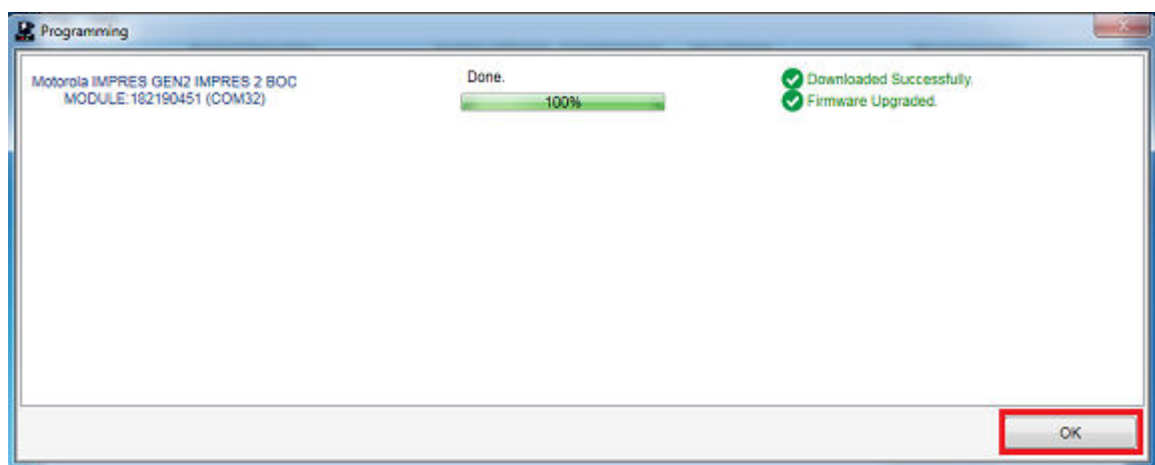 Programming
Motorola IMPRES GEN2 IMPRES 2 BOC
MODULE:182190451 (COM32)
Done.
100%
Downloaded Successfully.
Firmware Upgraded.
OK